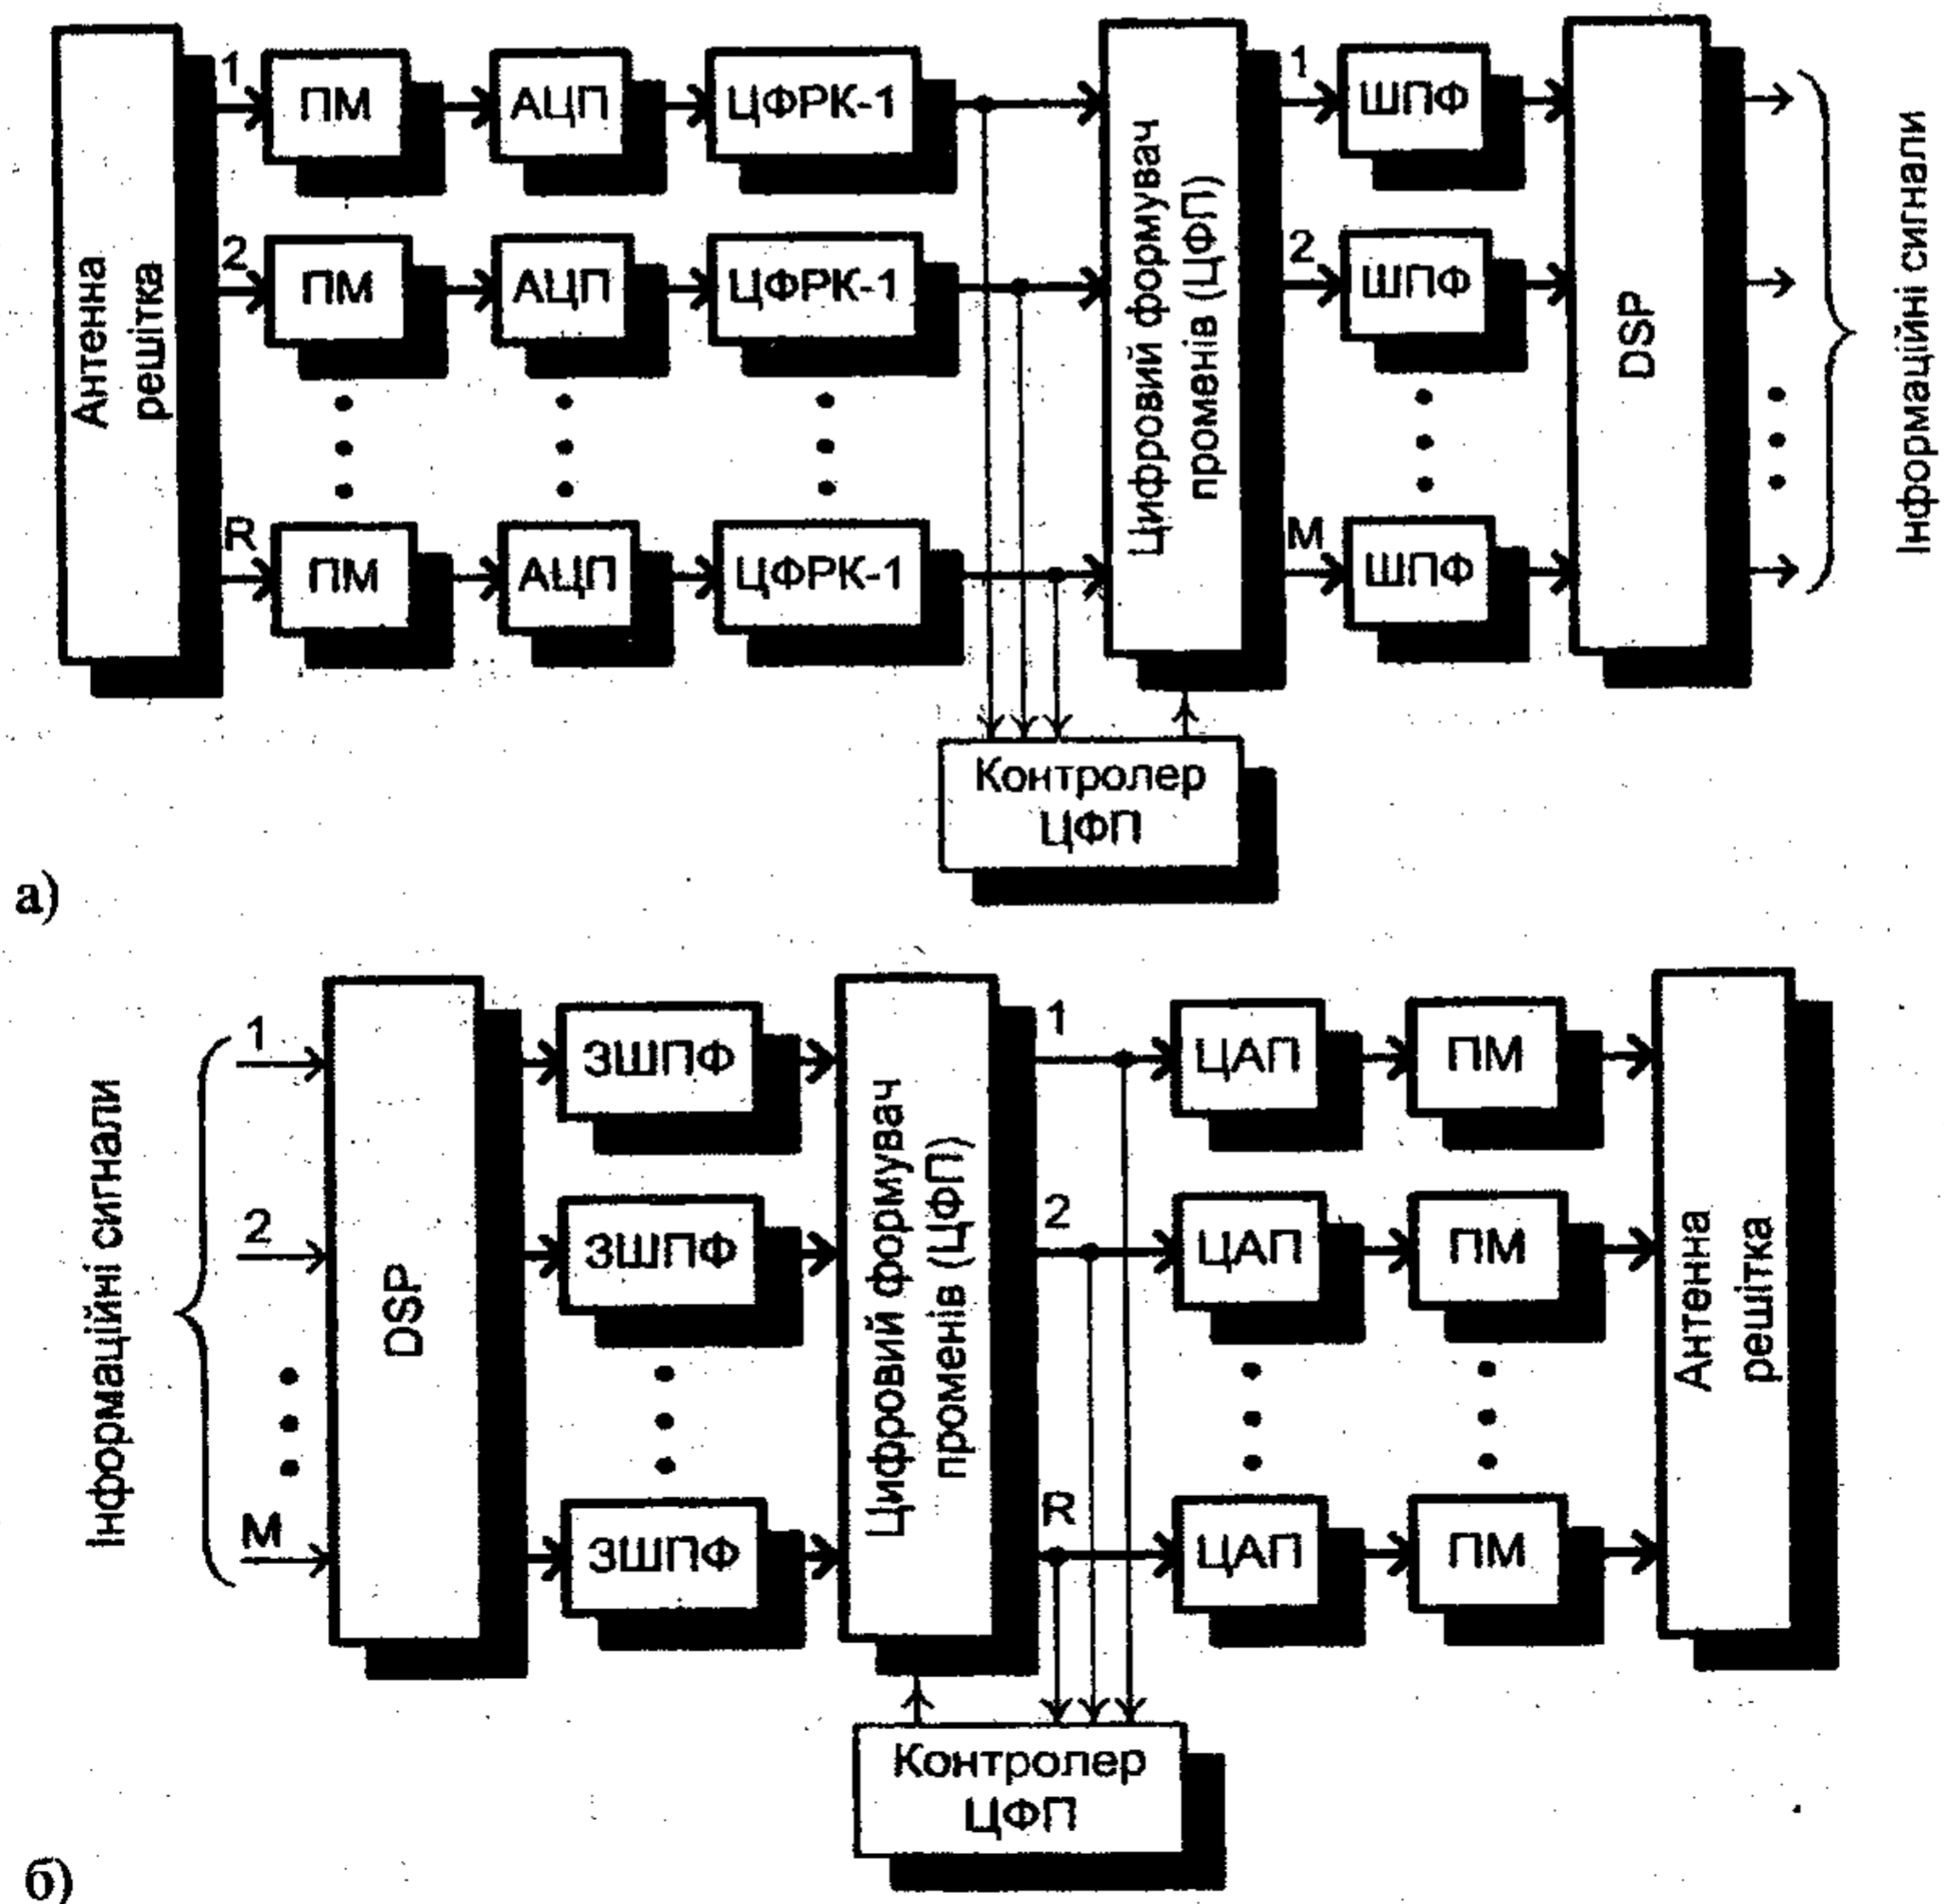 Антенна
решітка
1
ПМ
АЦП
ЦФРК-1
2
ПМ
АЦП
ЦФРК-1
R
ПМ
АЦП
ЦФРК-1
Цифровий формувач
променів (ЦФП)
1
ШПФ
2
ШПФ
M
ШПФ
DSP
Інформаційні сигнали
Контролер
ЦФП
а)
Інформаційні сигнали
1
2
M
DSP
ЗШПФ
ЗШПФ
ЗШПФ
Цифровий формувач
променів (ЦФП)
1
ЦАП
ПМ
2
ЦАП
ПМ
R
ЦАП
ПМ
Антенна
решітка
Контролер
ЦФП
б)